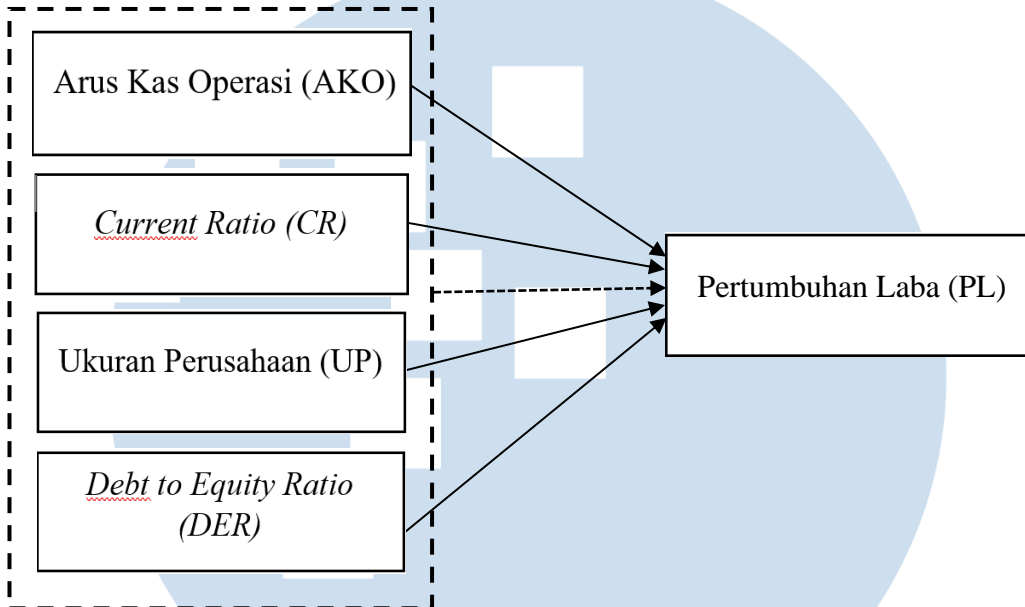 Arus Kas Operasi (AKO)
Current Ratio (CR)
Pertumbuhan Laba (PL)
Ukuran Perusahaan (UP)
Debt to Equity Ratio
(DER)